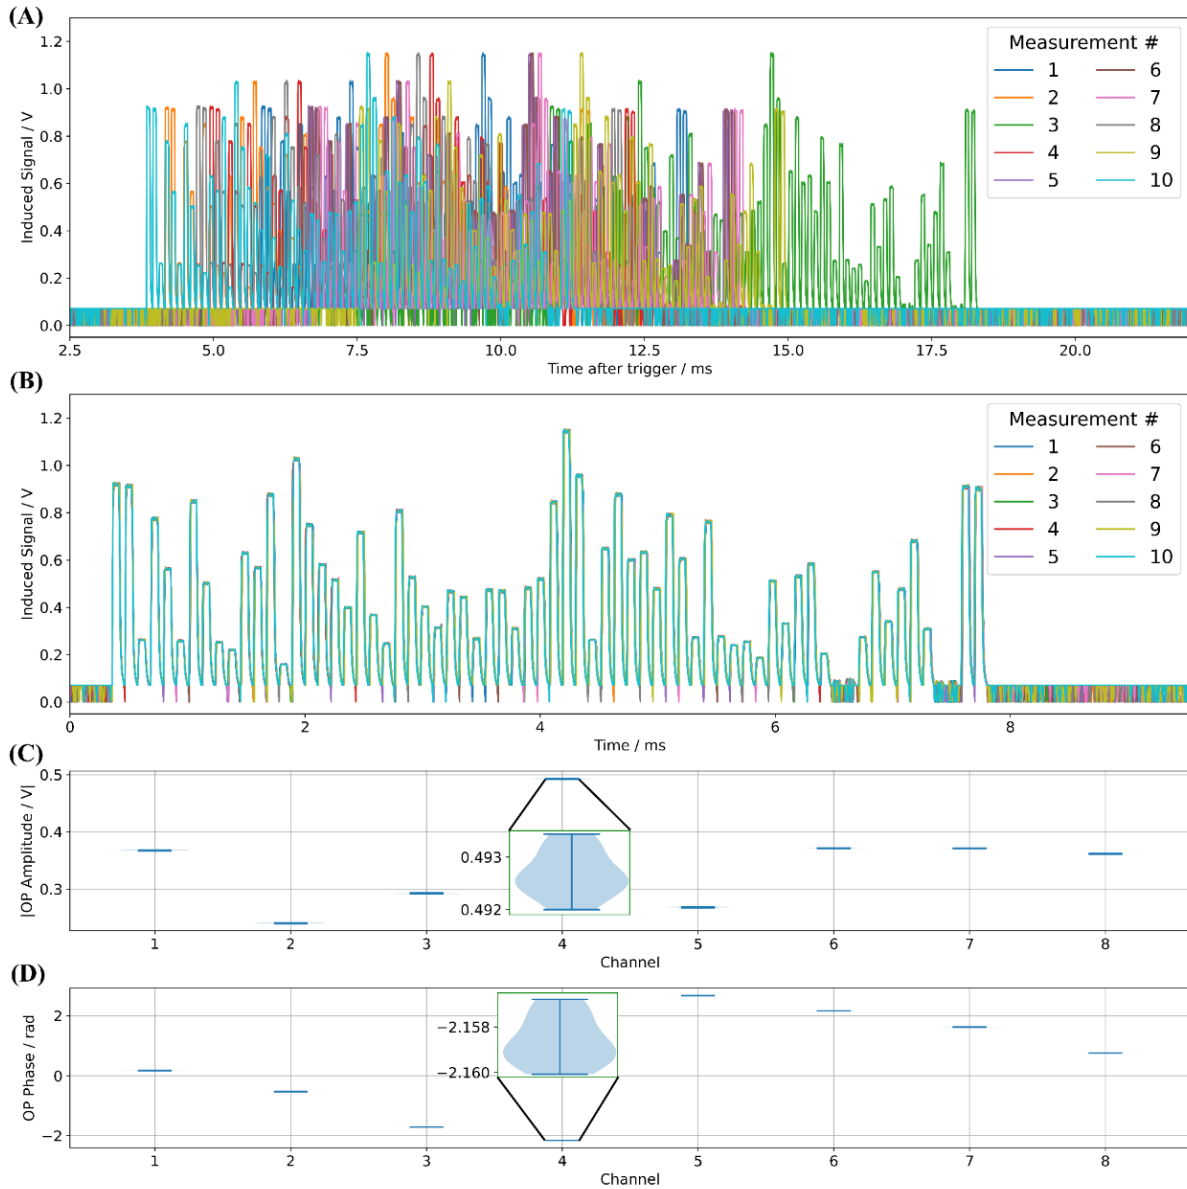 (A)
Induced Signal / V
1.2
1.0
0.8
0.6
0.4
0.2
0.0
2.5 5.0 7.5 10.0 12.5 15.0 17.5 20.0
Time after trigger / ms
Measurement #
1 6
2 7
3 8
4 9
5 10
(B)
Induced Signal / V
1.2
1.0
0.8
0.6
0.4
0.2
0.0
0 2 4 6 8
Time / ms
Measurement #
1 6
2 7
3 8
4 9
5 10
(C)
|OP Amplitude / V|
0.5
0.4
0.3
0.493
0.492
1 2 3 4 5 6 7 8
Channel
(D)
OP Phase / rad
2
0
−2
−2.158
−2.160
1 2 3 4 5 6 7 8
Channel